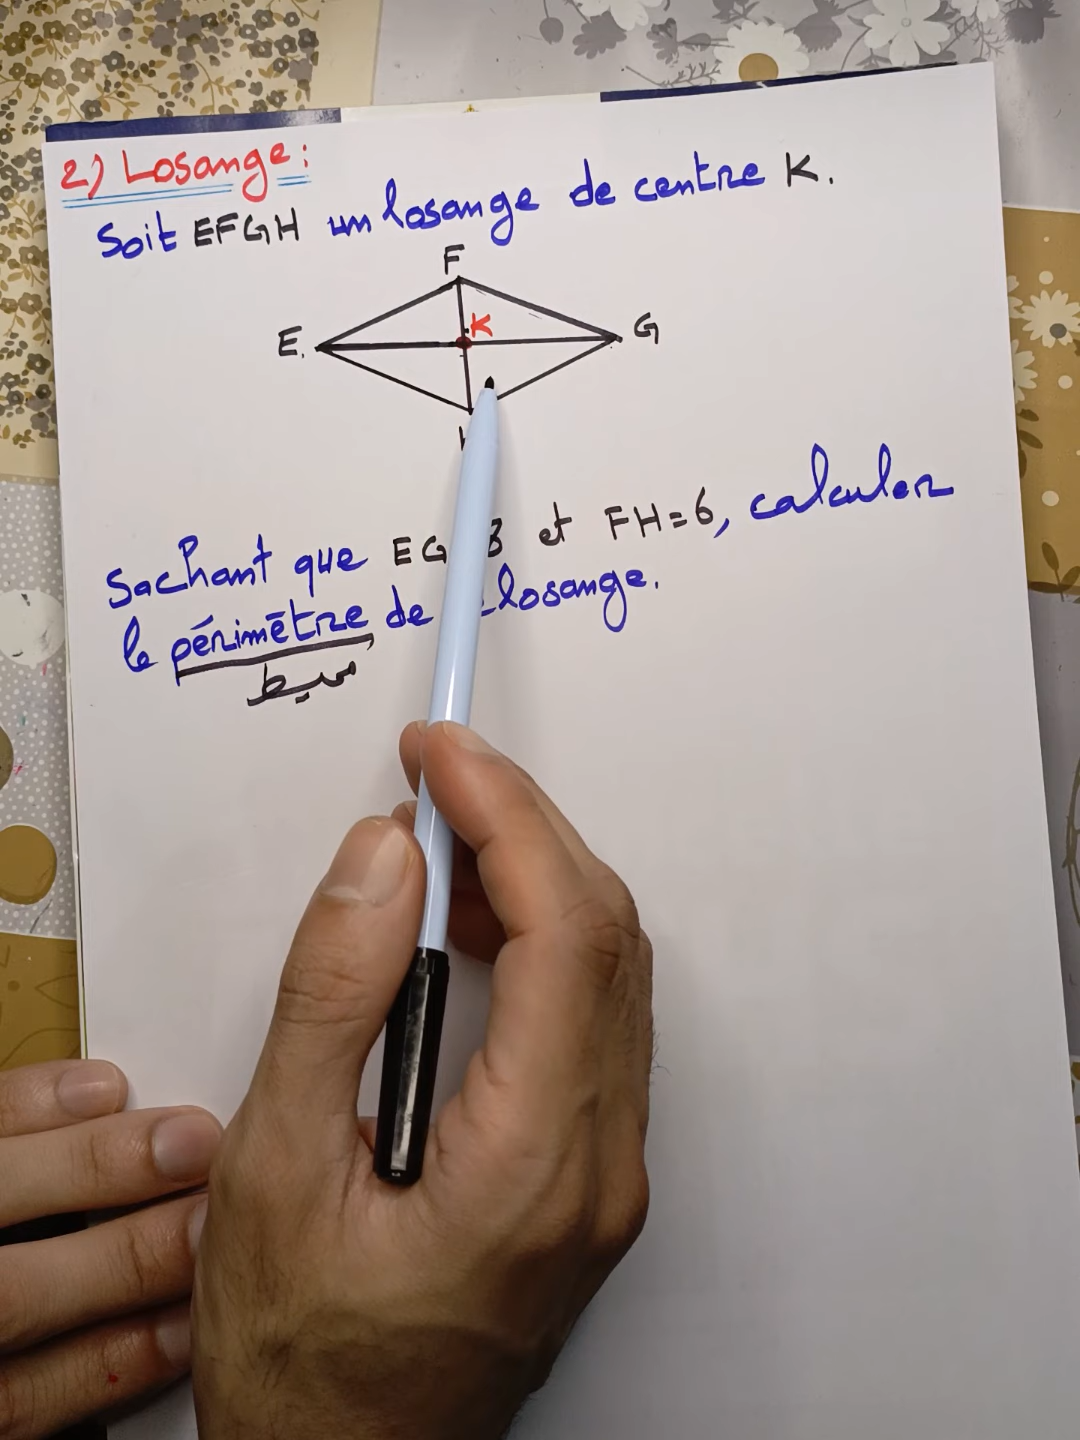 2) Losange:
Soit EFGH un losange de centre K.
F
K
E.
G
Sachant que EG et FH=6, calculer
le périmètre de losange.
محيط